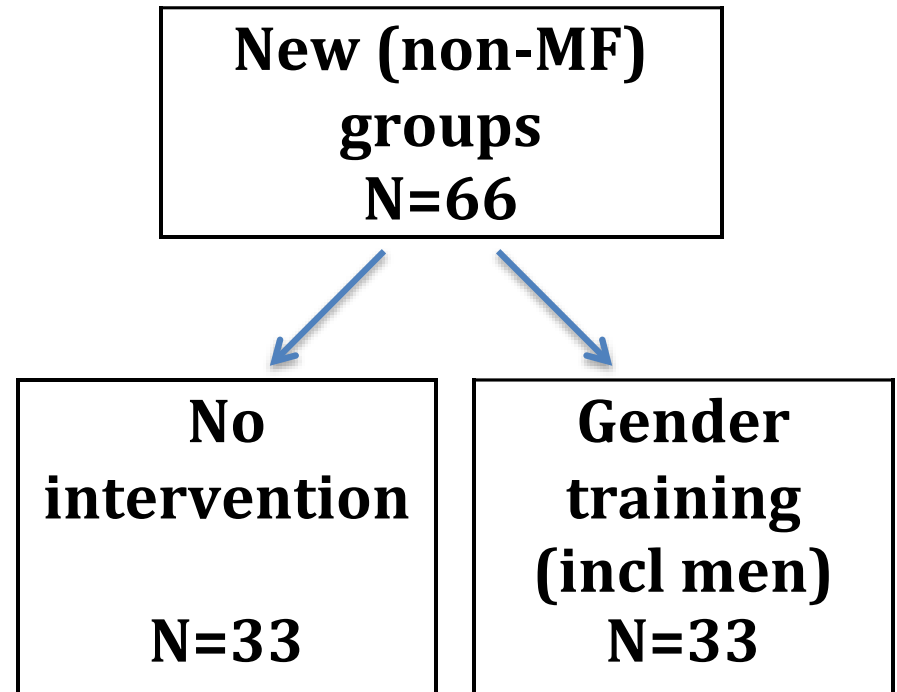 New (non-MF)
groups
N=66
No
intervention
N=33
Gender
training
(incl men)
N=33